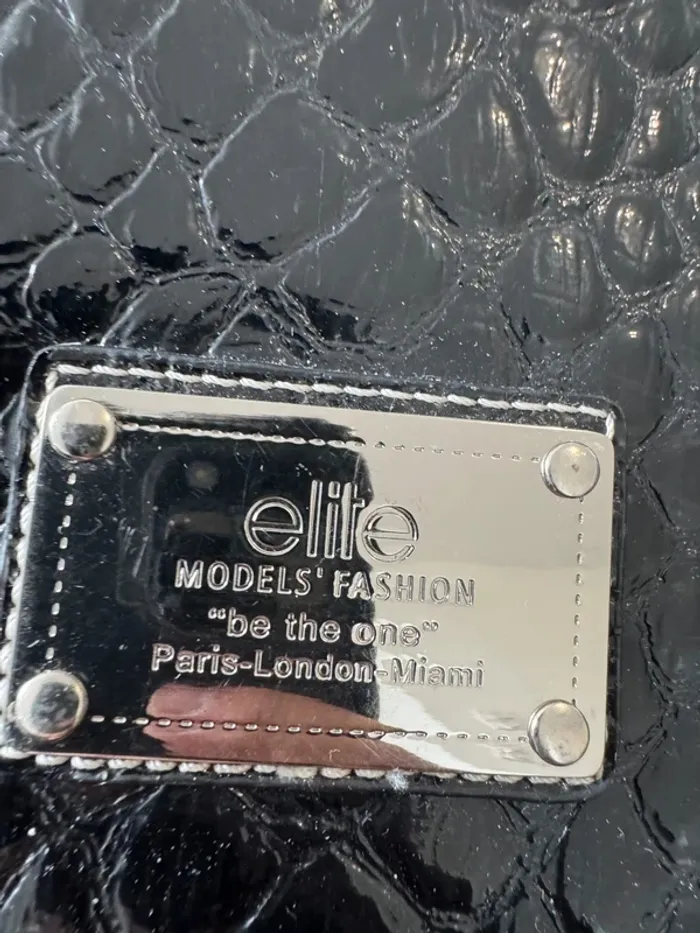 elite
MODELS' FASHION
“be the one”
Paris-London-Miami